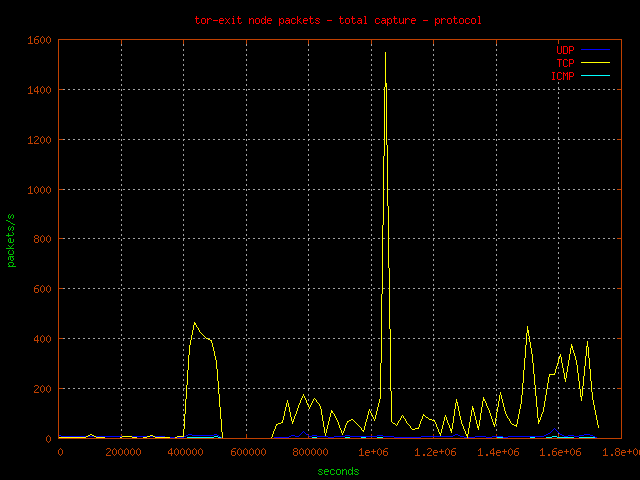 tor-exit node packets - total capture - protocol
1600
1400
1200
1000
800
600
400
200
0
packets/s
UDP
TCP
ICMP
0 200000 400000 600000 800000 1e+06 1.2e+06 1.4e+06 1.6e+06 1.8e+0
seconds